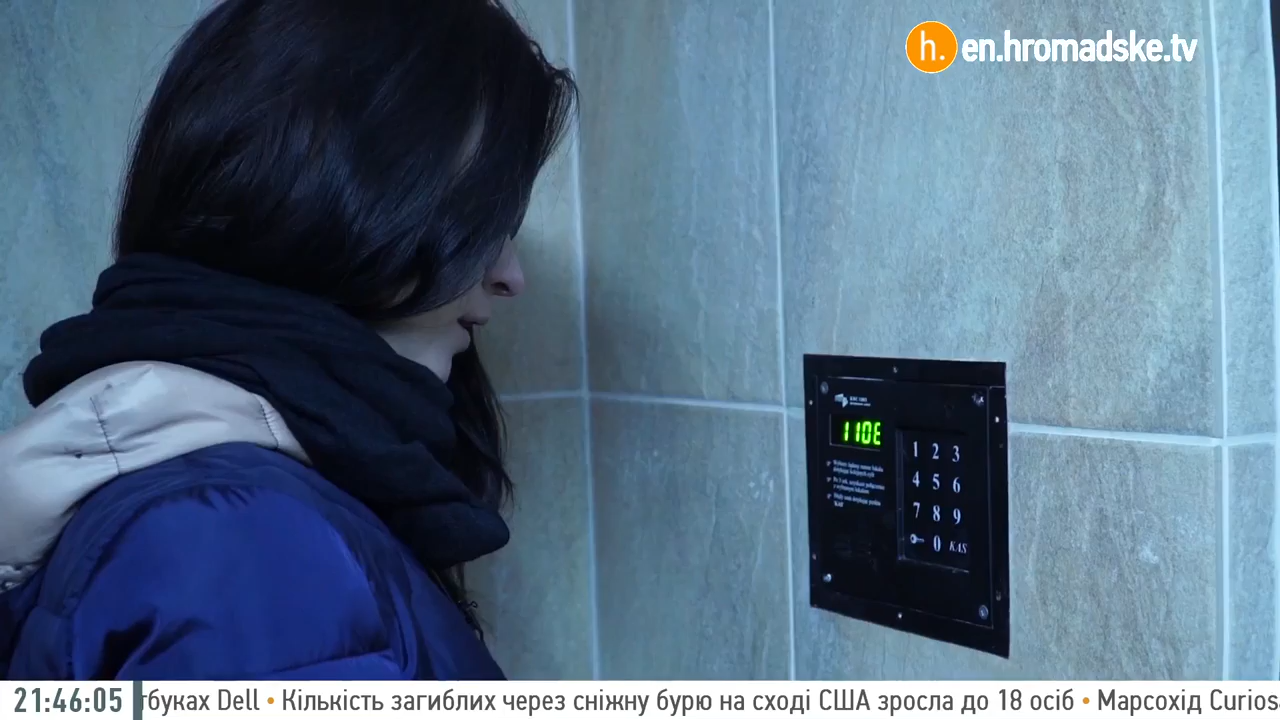 h. en.hromadske.tv
110E
1 2 3
4 5 6
7 8 9
0 KAS
KAS
21:46:05 тбуках Dell • Кількість загиблих через сніжну бурю на сході США зросла до 18 осіб • Марсохід Curios